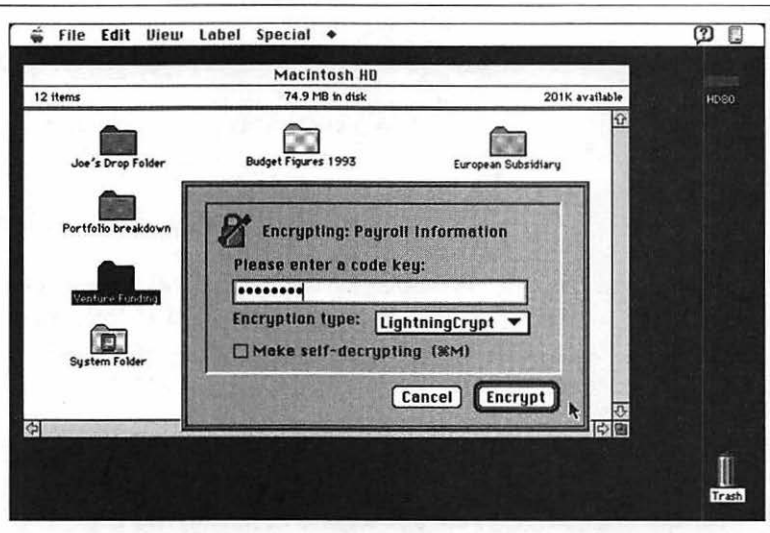 File Edit View Label Special
Macintosh HD
12 items 74.9 MB in disk 201K available
HD80
Joe's Drop Folder Budget Figures 1993 European Subsidiary
Portfolio breakdown
Venture Funding
System Folder
Encrypting: Payroll Information
Please enter a code key:
••••••••
Encryption type: LightningCrypt ▼
Make self-decrypting (⌘M)
Cancel Encrypt
Trash